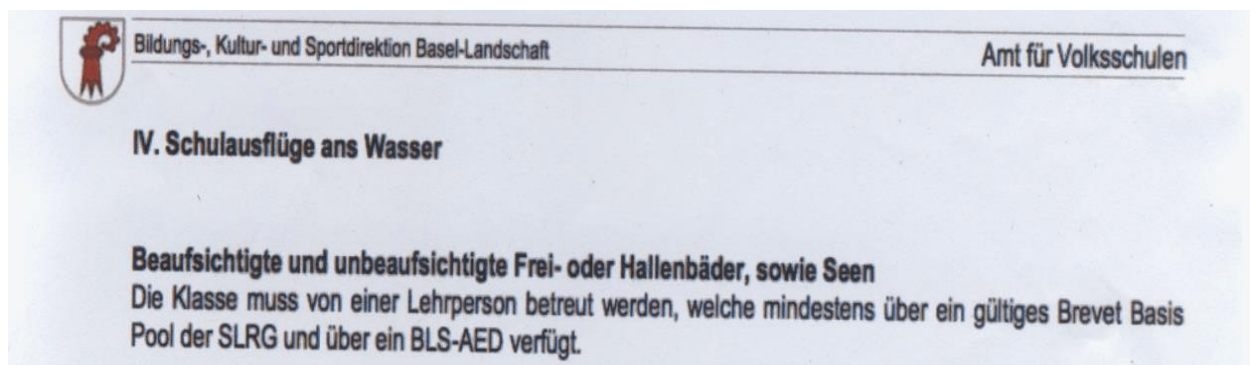 Bildungs-, Kultur- und Sportdirektion Basel-Landschaft
Amt für Volksschulen
IV. Schulausflüge ans Wasser
Beaufsichtigte und unbeaufsichtigte Frei- oder Hallenbäder, sowie Seen
Die Klasse muss von einer Lehrperson betreut werden, welche mindestens über ein gültiges Brevet Basis
Pool der SLRG und über ein BLS-AED verfügt.